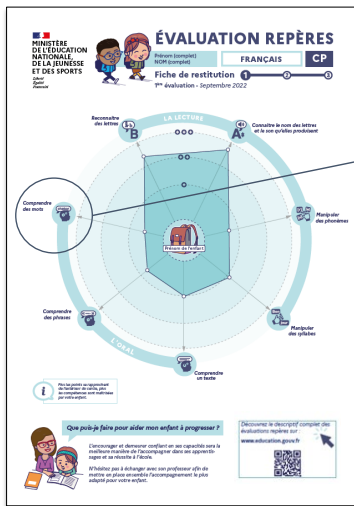 MINISTÈRE
DE L'ÉDUCATION
NATIONALE,
DE LA JEUNESSE
ET DES SPORTS
Liberté
Égalité
Fraternité
ÉVALUATION REPÈRES
Prénom (complet)
NOM (complet)
FRANÇAIS
CP
Fiche de restitution 1 2 3
1ère évaluation - Septembre 2022
LA LECTURE
Reconnaitre
des lettres
B
Connaitre le nom des lettres
et le son qu'elles produisent
A
Comprendre
des mots
Manipuler
des phonèmes
Prénom de l'enfant
Comprendre
des phrases
Manipuler
des syllabes
L'ORAL
Comprendre
un texte
i
Plus les points se rapprochent
de l'extérieur du cercle, plus
les compétences sont maîtrisées
par votre enfant.
Que puis-je faire pour aider mon enfant à progresser ?
L'encourager et demeurer confiant en ses capacités sera la
meilleure manière de l'accompagner dans ses apprentis-
sages et sa réussite à l'école.
N'hésitez pas à échanger avec son professeur afin de
mettre en place ensemble l'accompagnement le plus
adapté pour votre enfant.
Découvrez le descriptif complet des
évaluations repères sur :
www.education.gouv.fr